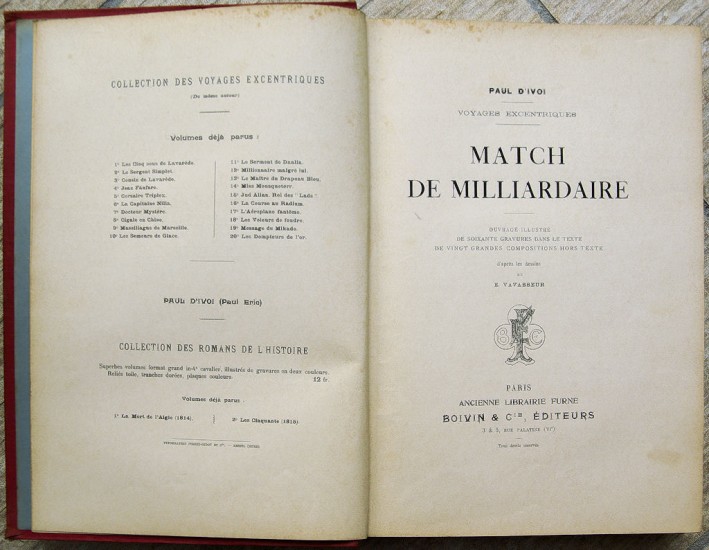 COLLECTION DES VOYAGES EXCENTRIQUES
(Du même auteur)
Volumes déjà parus :
1° Les Cinq sous de Lavarède.
2° Le Sergent Simplet.
3° Cousin de Lavarède.
4° Jean Fanfare.
5° Corsaire Triplex.
6° La Capitaine Nilia.
7° Docteur Mystère.
8° Cigale en Chine.
9° Massiliague de Marseille.
10° Les Semeurs de Glace.
11° Le Serment de Daalia.
12° Millionnaire malgré lui.
13° Le Maître du Drapeau Bleu.
14° Miss Mousqueterr.
15° Jud Allan, Roi des "Lads".
16° La Course au Radium.
17° L'Aéroplane fantôme.
18° Les Voleurs de foudre.
19° Message du Mikado.
20° Les Dompteurs de l'or.
PAUL D'IVOI (Paul Eric)
COLLECTION DES ROMANS DE L'HISTOIRE
Superbes volumes format grand in-4° cavalier, illustrés de gravures en deux couleurs.
Reliés toile, tranches dorées, plaques couleurs. 12 fr.
Volumes déjà parus :
1° La Mort de l'Aigle (1814).
2° Les Cinquante (1815)
PAUL D'IVOI
VOYAGES EXCENTRIQUES
MATCH
DE MILLIARDAIRE
OUVRAGE ILLUSTRÉ
DE SOIXANTE GRAVURES DANS LE TEXTE
DE VINGT GRANDES COMPOSITIONS HORS TEXTE
d'après les dessins
DE
E. VAVASSEUR
PARIS
ANCIENNE LIBRAIRIE FURNE
BOIVIN & Cie, ÉDITEURS
3 & 5, RUE PALATINE (VIe)
Tous droits réservés